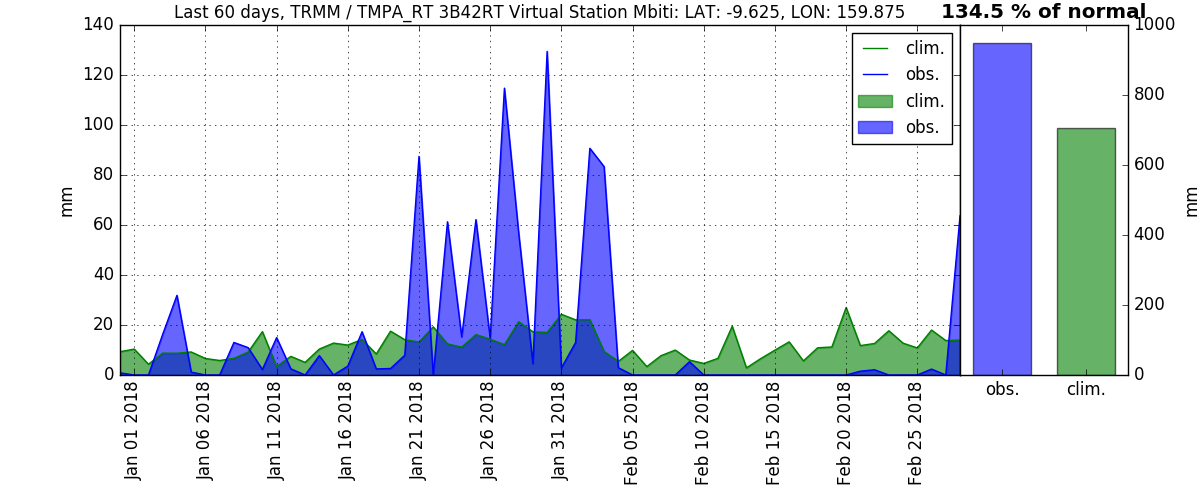 Last 60 days, TRMM / TMPA_RT 3B42RT Virtual Station Mbiti: LAT: -9.625, LON: 159.875
134.5 % of normal
140
120
100
80
60
40
20
0
mm
clim.
obs.
clim.
obs.
Jan 01 2018
Jan 06 2018
Jan 11 2018
Jan 16 2018
Jan 21 2018
Jan 26 2018
Jan 31 2018
Feb 05 2018
Feb 10 2018
Feb 15 2018
Feb 20 2018
Feb 25 2018
1000
800
600
400
200
0
mm
obs.
clim.